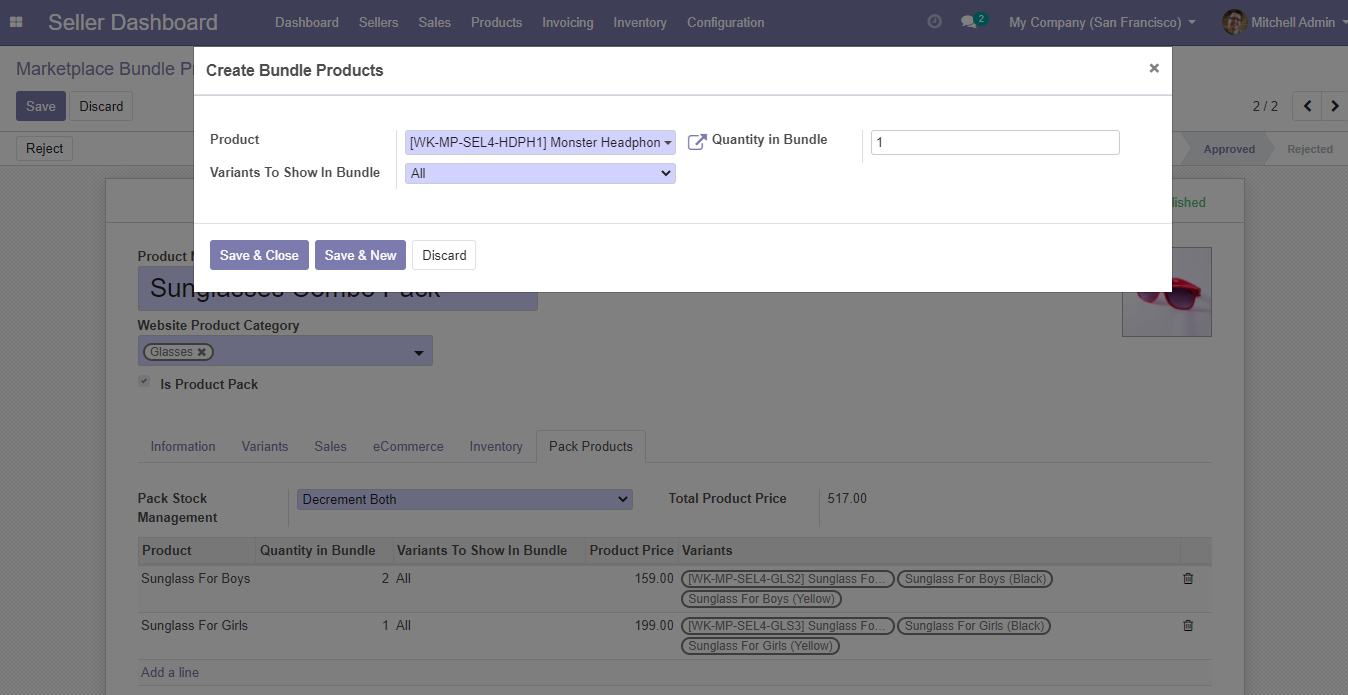 Seller Dashboard Dashboard Sellers Sales Products Invoicing Inventory Configuration 2 My Company (San Francisco) Mitchell Admin
Marketplace Bundle P
Create Bundle Products ×
Save Discard 2 / 2
Product [WK-MP-SEL4-HDPH1] Monster Headphon Quantity in Bundle 1
Reject Approved Rejected
Variants To Show In Bundle All
ished
Save & Close Save & New Discard
Product
Sunglasses Combo Pack
Website Product Category
Glasses ×
Is Product Pack
Information Variants Sales eCommerce Inventory Pack Products
Pack Stock Management Decrement Both Total Product Price 517.00
Product Quantity in Bundle Variants To Show In Bundle Product Price Variants
Sunglass For Boys 2 All 159.00 [WK-MP-SEL4-GLS2] Sunglass Fo... Sunglass For Boys (Black)
Sunglass For Boys (Yellow)
Sunglass For Girls 1 All 199.00 [WK-MP-SEL4-GLS3] Sunglass Fo... Sunglass For Girls (Black)
Sunglass For Girls (Yellow)
Add a line